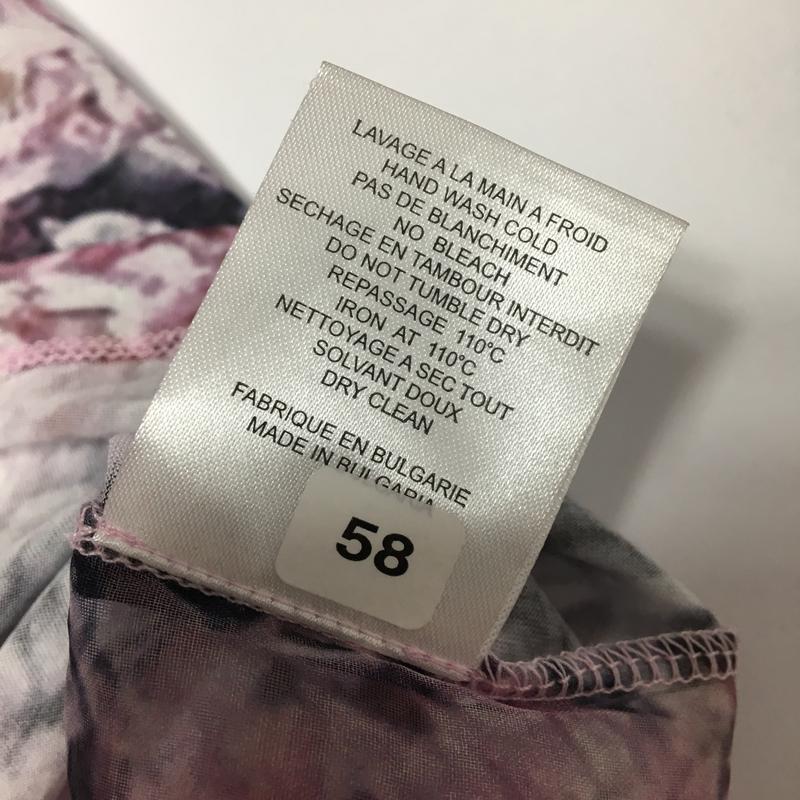 LAVAGE A LA MAIN A FROID
HAND WASH COLD
PAS DE BLANCHIMENT
NO BLEACH
SECHAGE EN TAMBOUR INTERDIT
DO NOT TUMBLE DRY
REPASSAGE 110°C
IRON AT 110°C
NETTOYAGE A SEC TOUT
SOLVANT DOUX
DRY CLEAN
FABRIQUE EN BULGARIE
MADE IN BULGARIA
58